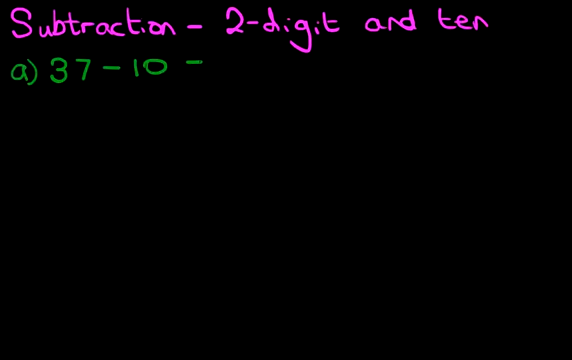 Subtraction - 2-digit and ten
a) 37 - 10 -